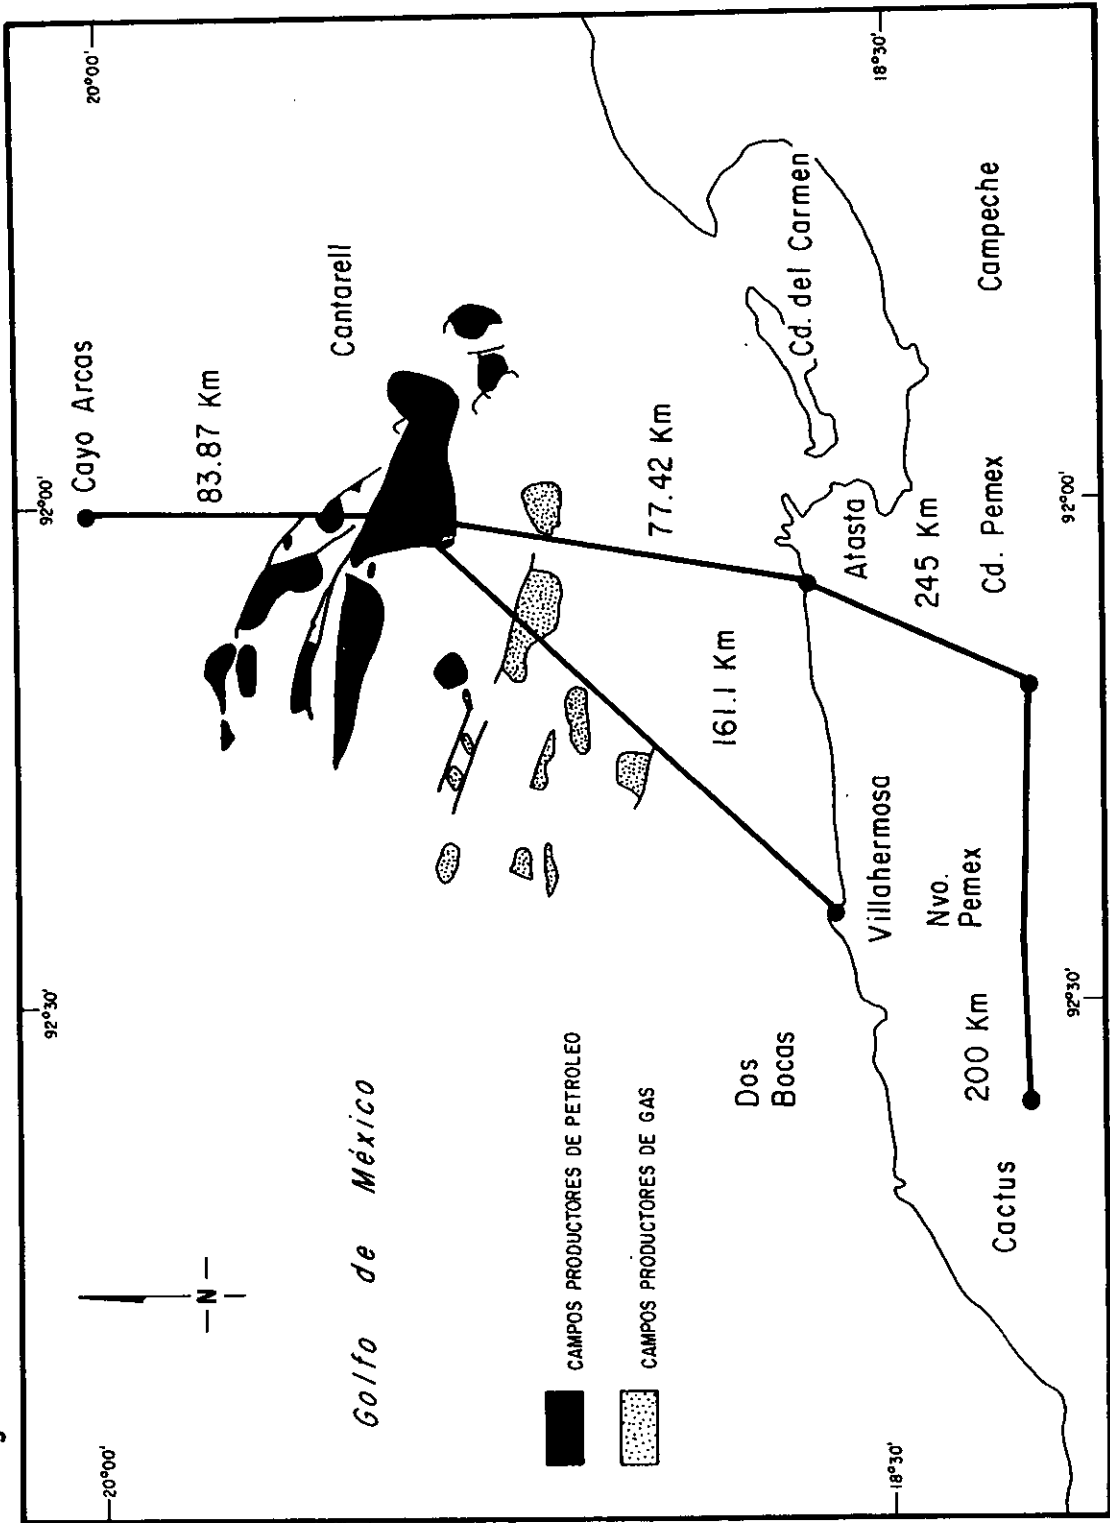 20°00'
18°30'
92°00'
Cayo Arcas
83.87 Km
Cantarell
77.42 Km
Cd. del Carmen
Campeche
Atasta
245 Km
Cd. Pemex
92°00'
161.1 Km
Villahermosa
Nvo.
Pemex
200 Km
92°30'
92°30'
Dos
Bocas
Cactus
Golfo de México
N
CAMPOS PRODUCTORES DE PETROLEO
CAMPOS PRODUCTORES DE GAS
20°00'
18°30'